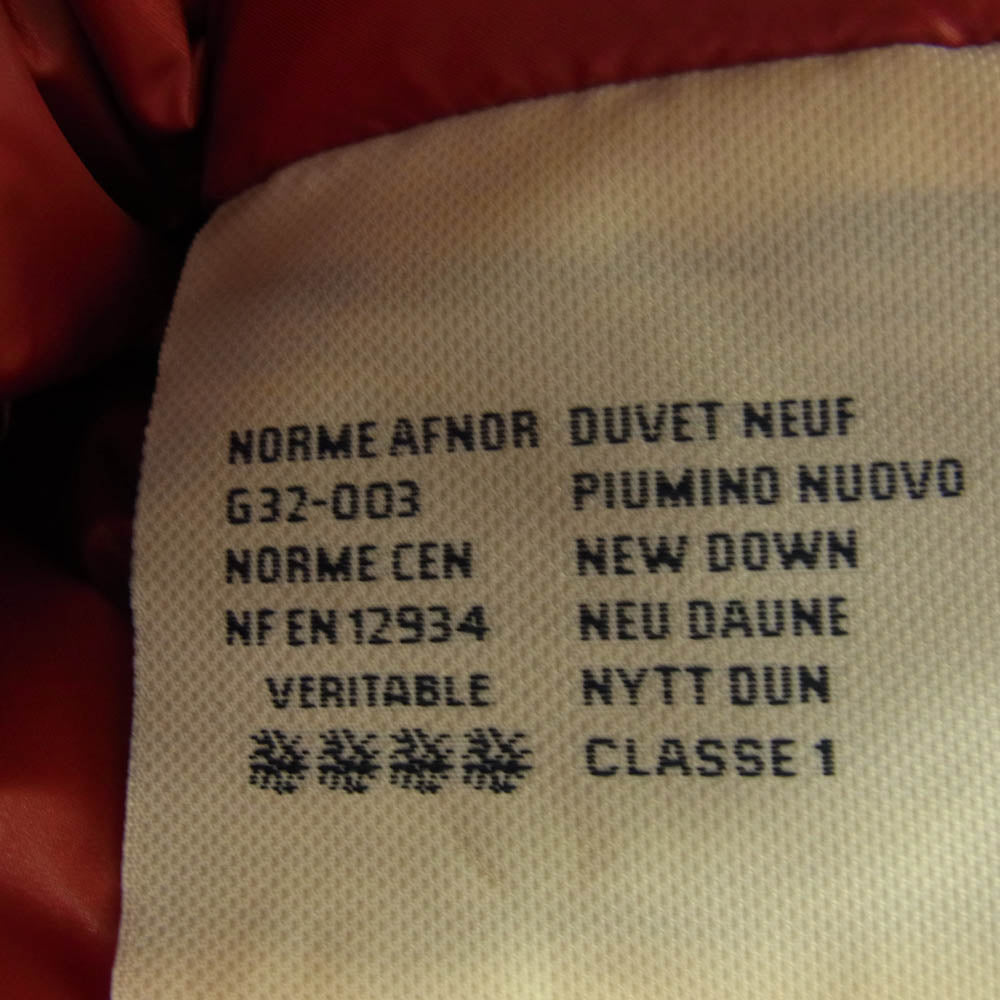 NORME AFNOR
G32-003
NORME CEN
NF EN 12934
VERITABLE
DUVET NEUF
PIUMINO NUOVO
NEW DOWN
NEU DAUNE
NYTT DUN
CLASSE 1